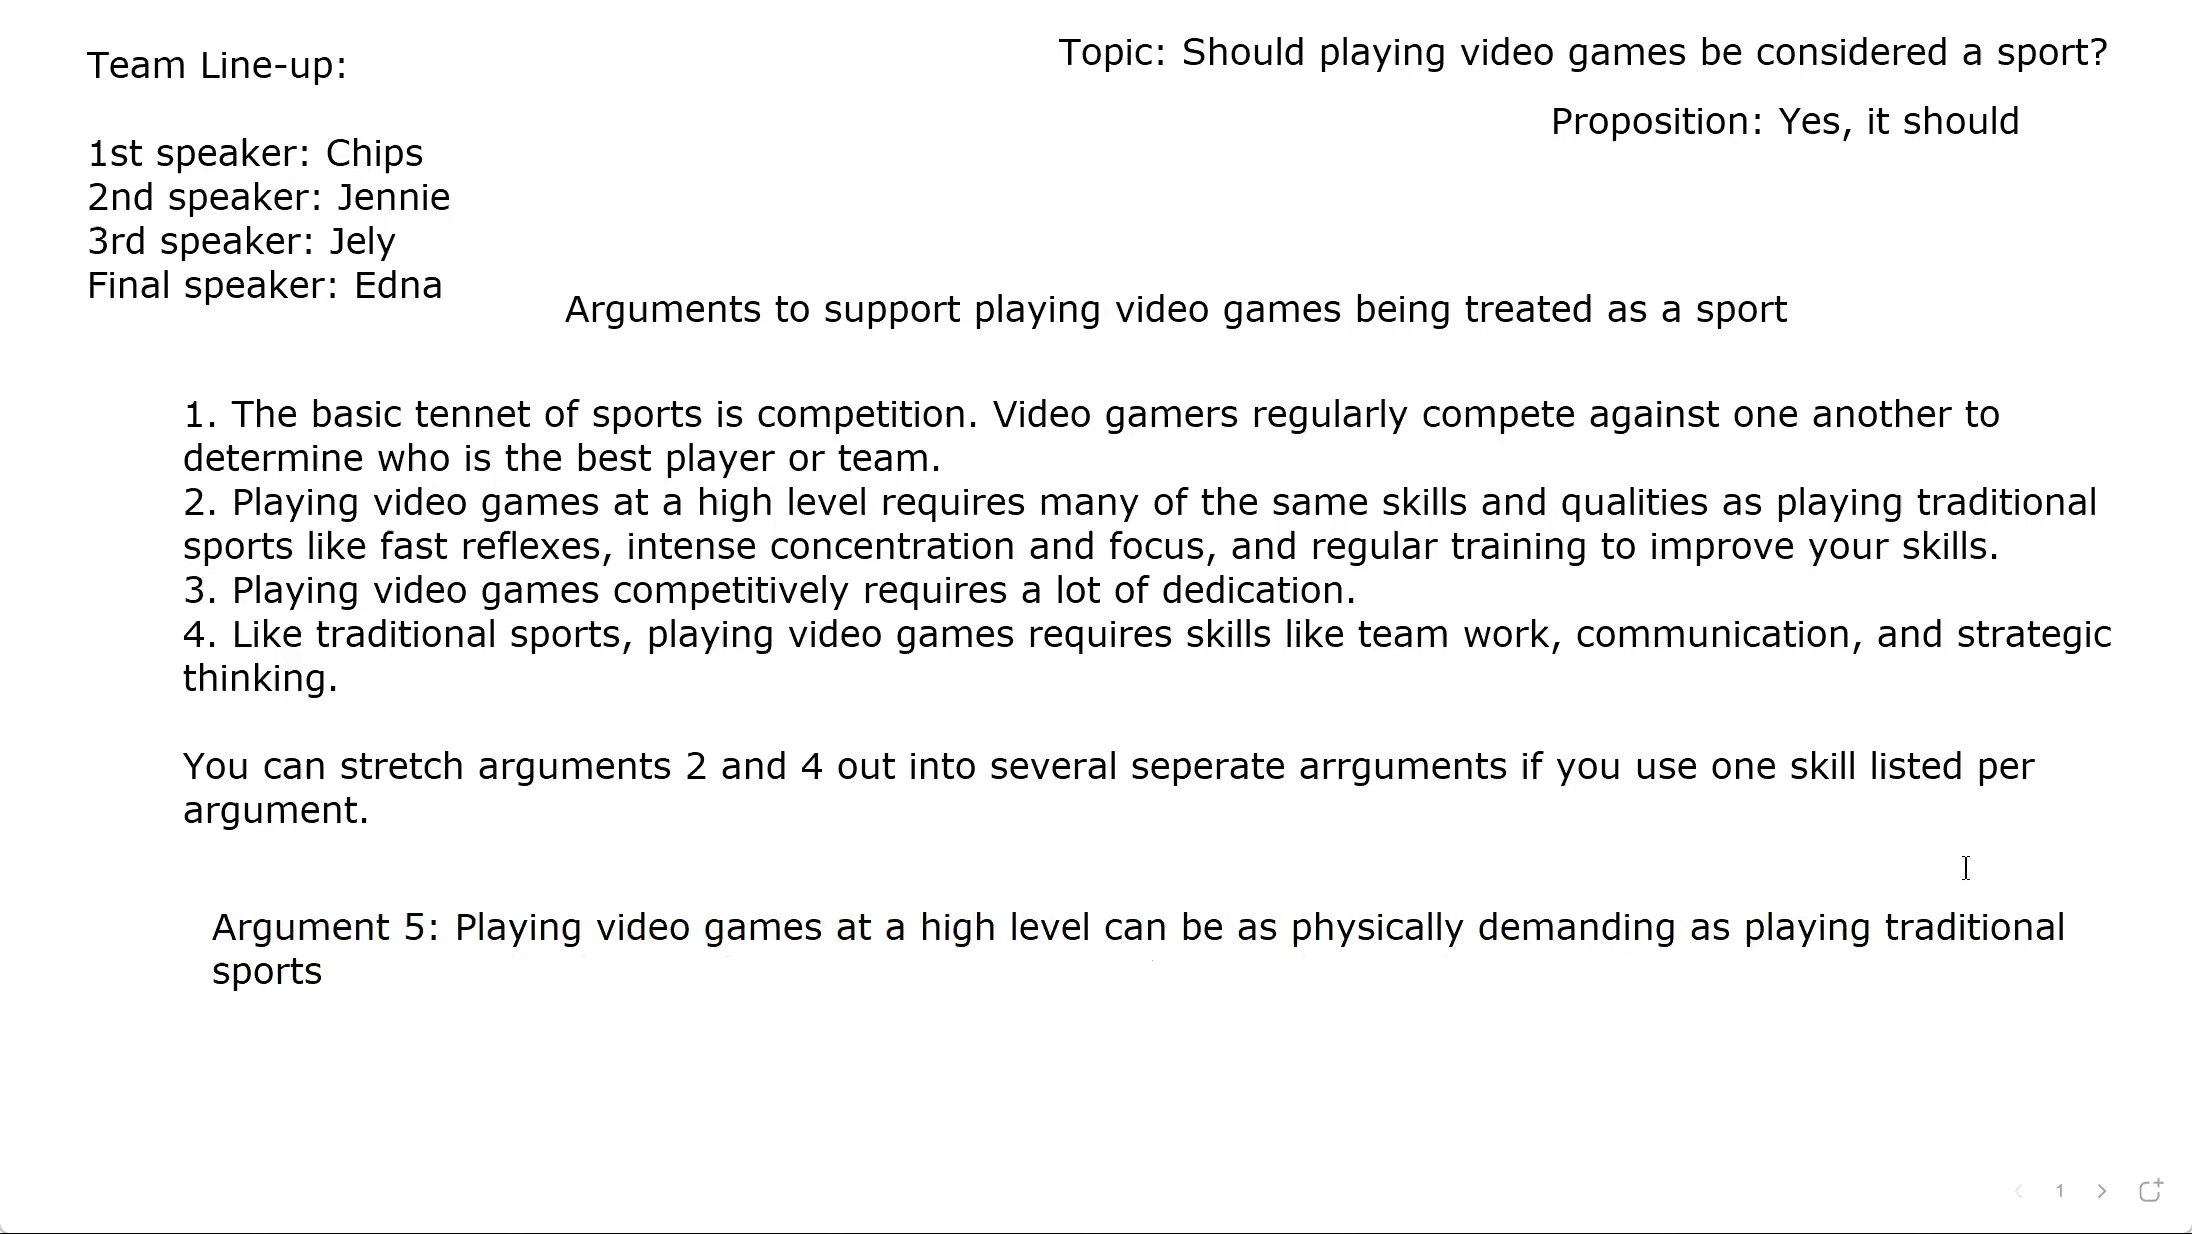 Team Line-up:
Topic: Should playing video games be considered a sport?
Proposition: Yes, it should
1st speaker: Chips
2nd speaker: Jennie
3rd speaker: Jely
Final speaker: Edna
Arguments to support playing video games being treated as a sport
1. The basic tennet of sports is competition. Video gamers regularly compete against one another to
determine who is the best player or team.
2. Playing video games at a high level requires many of the same skills and qualities as playing traditional
sports like fast reflexes, intense concentration and focus, and regular training to improve your skills.
3. Playing video games competitively requires a lot of dedication.
4. Like traditional sports, playing video games requires skills like team work, communication, and strategic
thinking.
You can stretch arguments 2 and 4 out into several seperate arrguments if you use one skill listed per
argument.
Argument 5: Playing video games at a high level can be as physically demanding as playing traditional
sports
1